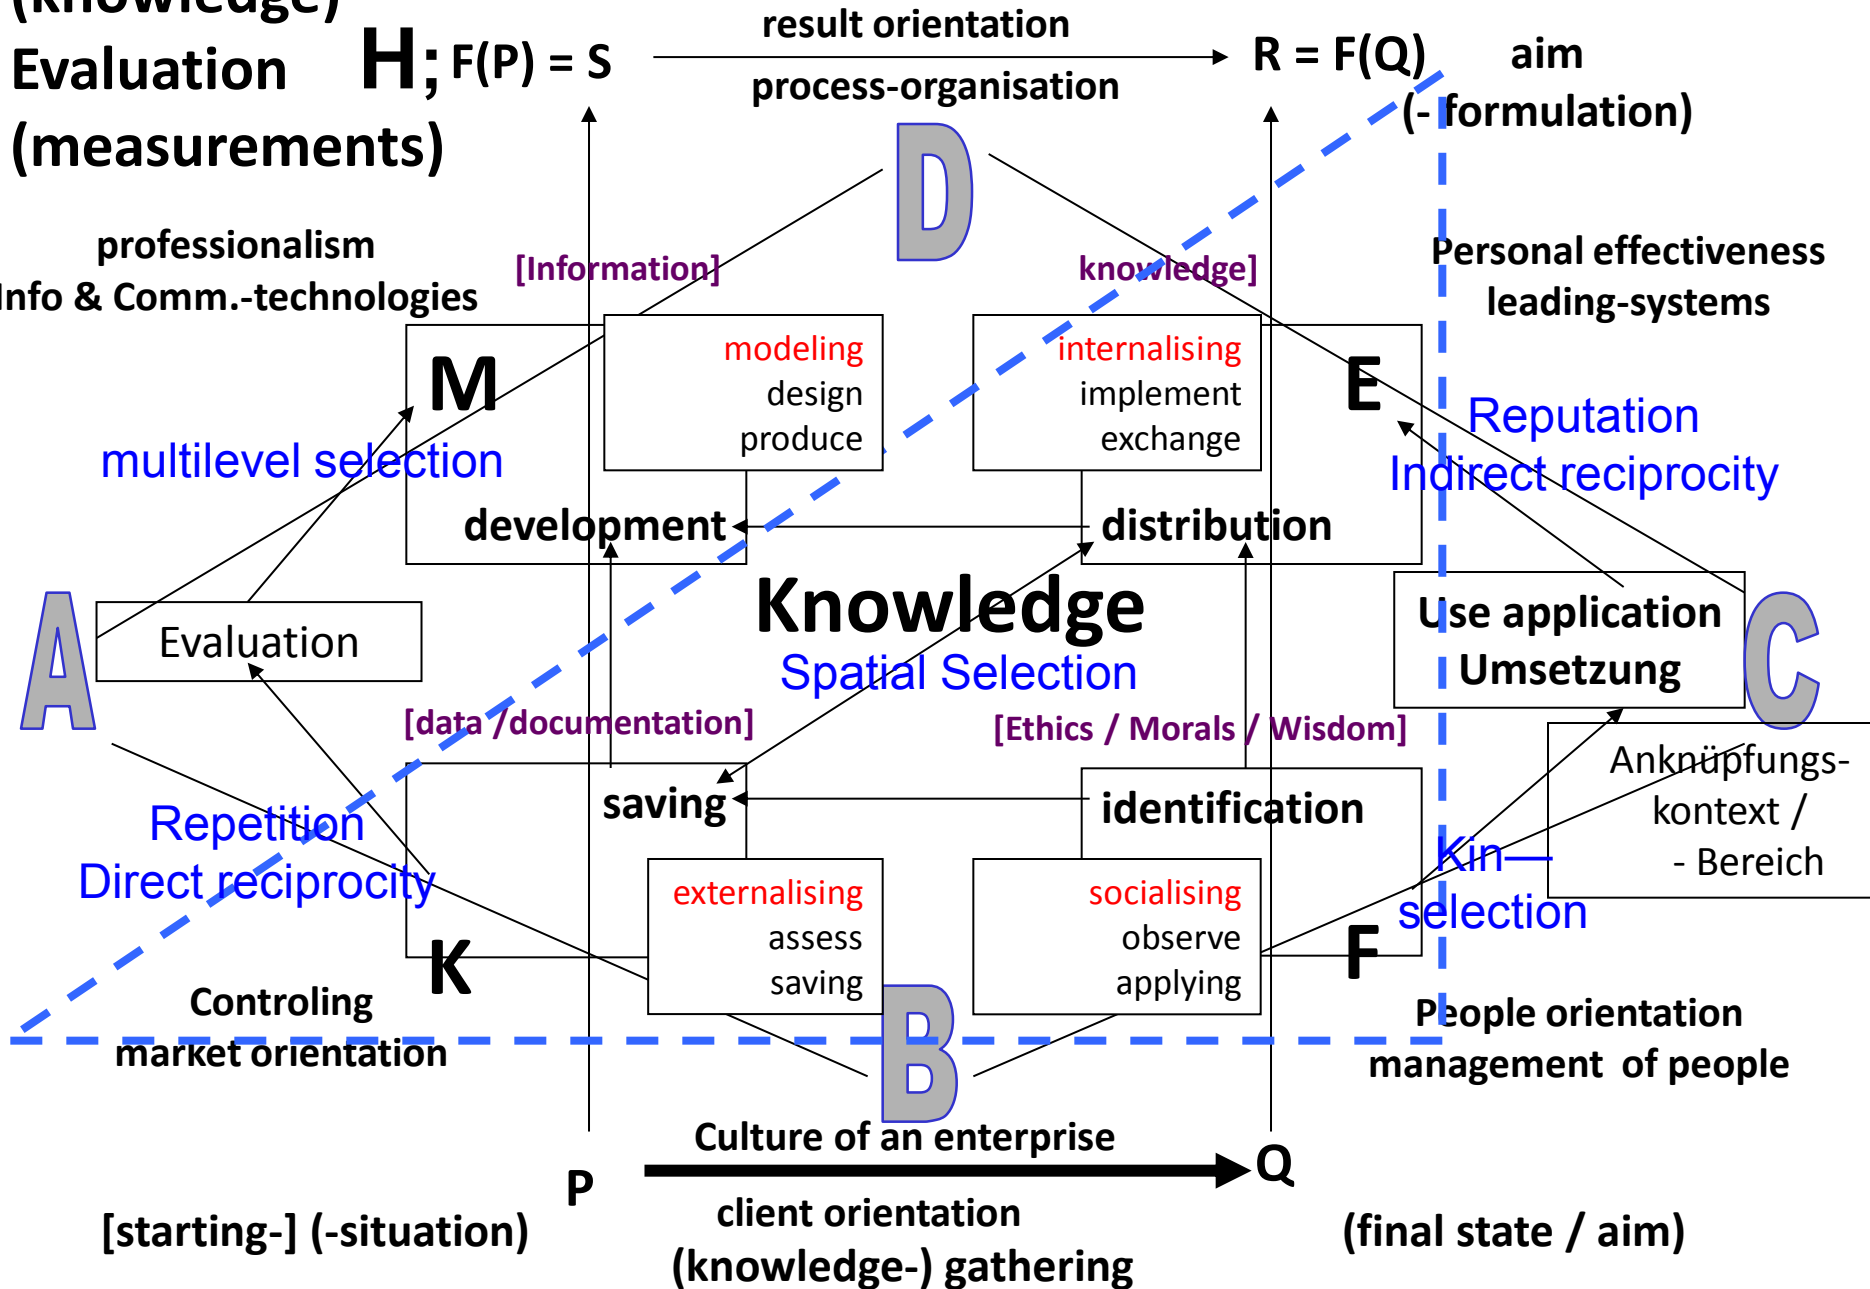 (knowledge)
Evaluation
(measurements)
H; F(P) = S
result orientation
process-organisation
R = F(Q)
aim
(- formulation)
D
professionalism
Info & Comm.-technologies
[Information]
knowledge]
Personal effectiveness
leading-systems
M
modeling
design
produce
internalising
implement
exchange
E
multilevel selection
Reputation
Indirect reciprocity
development
distribution
A
Evaluation
Knowledge
Spatial Selection
Use application
Umsetzung
C
[data /documentation]
[Ethics / Morals / Wisdom]
Anknüpfungs-
kontext /
- Bereich
saving
identification
Repetition
Direct reciprocity
Kin—
selection
K
externalising
assess
saving
socialising
observe
applying
F
B
Controling
market orientation
People orientation
management of people
Culture of an enterprise
P
Q
client orientation
(knowledge-) gathering
[starting-] (-situation)
(final state / aim)